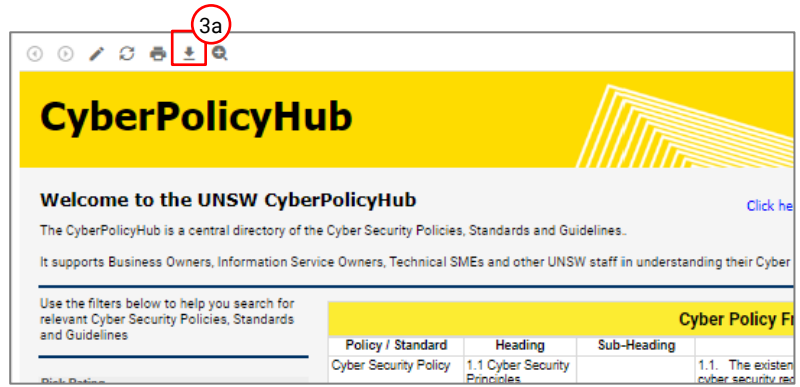 3a
CyberPolicyHub
Welcome to the UNSW CyberPolicyHub
Click he
The CyberPolicyHub is a central directory of the Cyber Security Policies, Standards and Guidelines..
It supports Business Owners, Information Service Owners, Technical SMEs and other UNSW staff in understanding their Cyber
Use the filters below to help you search for
relevant Cyber Security Policies, Standards
and Guidelines
Cyber Policy Fr
Policy / Standard Heading Sub-Heading
Cyber Security Policy 1.1 Cyber Security 1.1. The existen
Principles cyber security req
Risk Rating